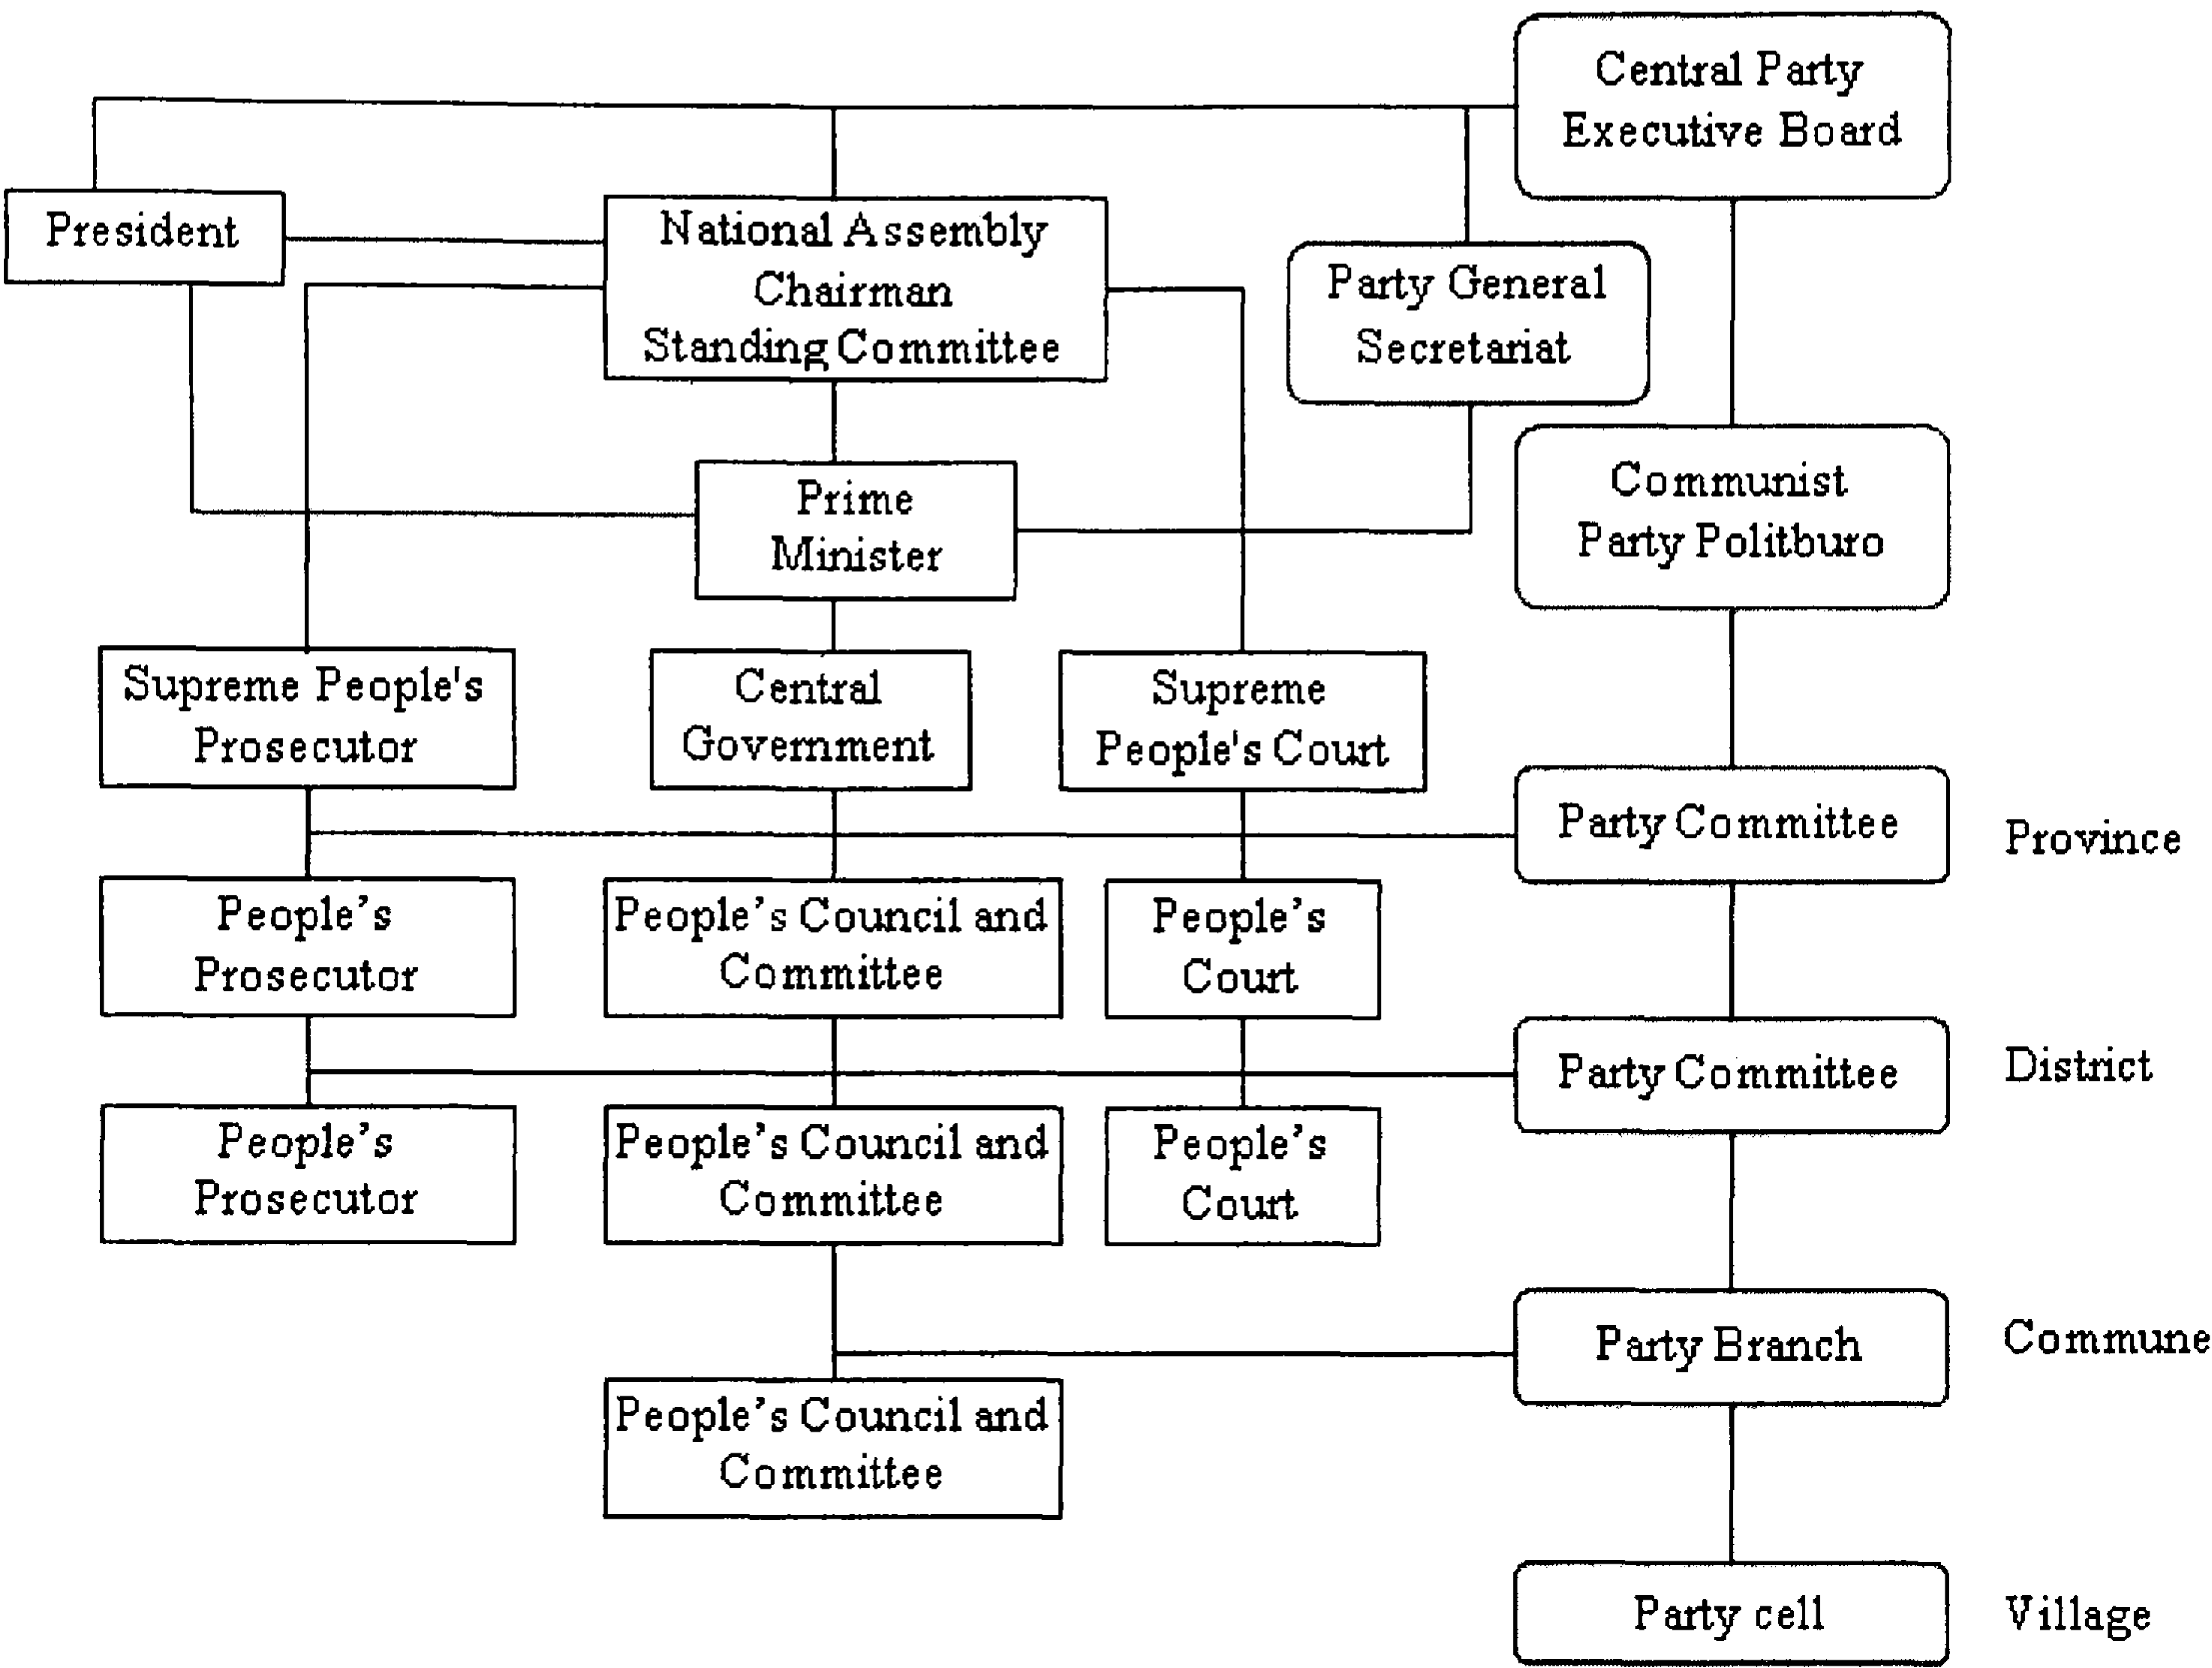 Central Party
Executive Board
President
National Assembly
Chairman
Standing Committee
Party General
Secretariat
Communist
Party Politburo
Prime
Minister
Supreme People's
Prosecutor
Central
Government
Supreme
People's Court
Party Committee
Province
People's
Prosecutor
People's Council and
Committee
People's
Court
Party Committee
District
People's
Prosecutor
People's Council and
Committee
People's
Court
Party Branch
Commune
People's Council and
Committee
Party cell
Village